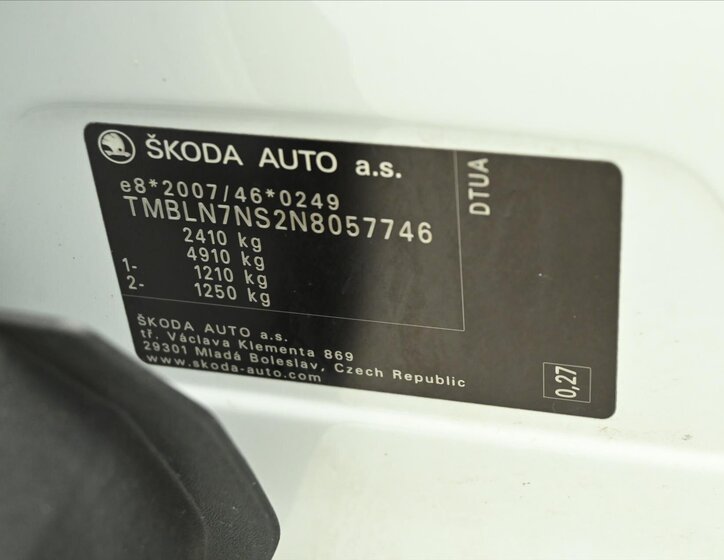 ŠKODA AUTO a.s.
DTUA
e8*2007/46*0249
TMBLN7NS2N8057746
2410 kg
4910 kg
1- 1210 kg
2- 1250 kg
ŠKODA AUTO a.s.
tř. Václava Klementa 869
29301 Mladá Boleslav, Czech Republic
www.skoda-auto.com
0,27